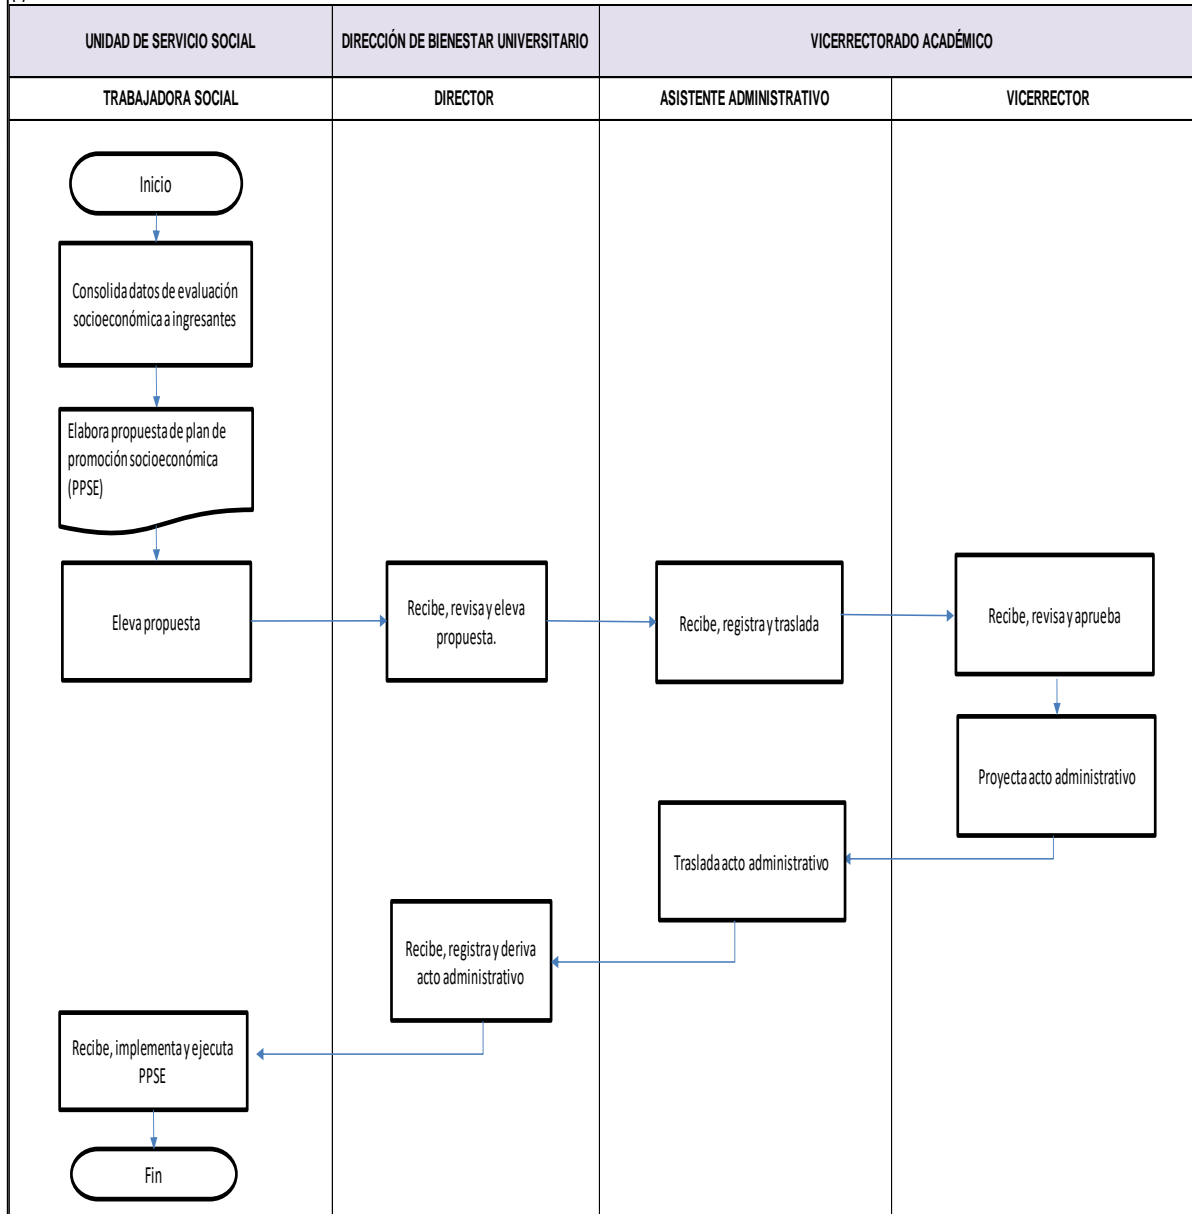 UNIDAD DE SERVICIO SOCIAL
DIRECCIÓN DE BIENESTAR UNIVERSITARIO
VICERRECTORADO ACADÉMICO
TRABAJADORA SOCIAL
DIRECTOR
ASISTENTE ADMINISTRATIVO
VICERRECTOR
Inicio
Consolida datos de evaluación
socioeconómica a ingresantes
Elabora propuesta de plan de
promoción socioeconómica
(PPSE)
Eleva propuesta
Recibe, revisa y eleva
propuesta.
Recibe, registra y traslada
Recibe, revisa y aprueba
Proyecta acto administrativo
Traslada acto administrativo
Recibe, registra y deriva
acto administrativo
Recibe, implementa y ejecuta
PPSE
Fin